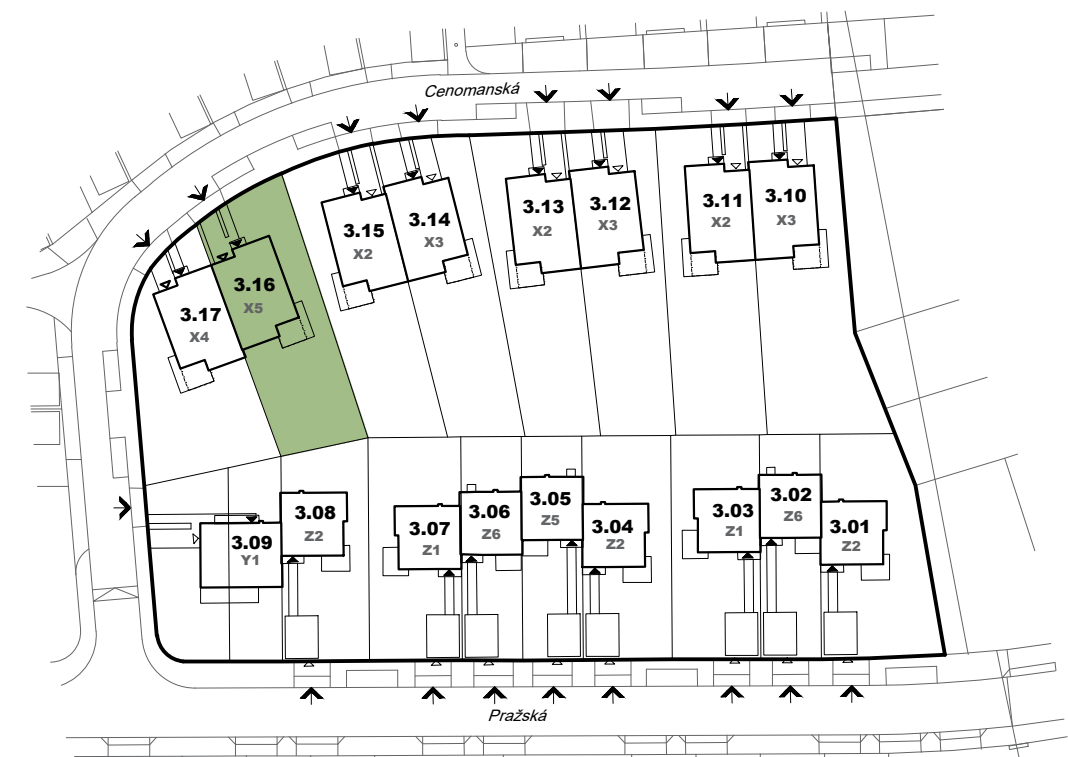 Cenomanská
3.17
X4
3.16
X5
3.15
X2
3.14
X3
3.13
X2
3.12
X3
3.11
X2
3.10
X3
3.09
Y1
3.08
Z2
3.07
Z1
3.06
Z6
3.05
Z5
3.04
Z2
3.03
Z1
3.02
Z6
3.01
Z2
Pražská